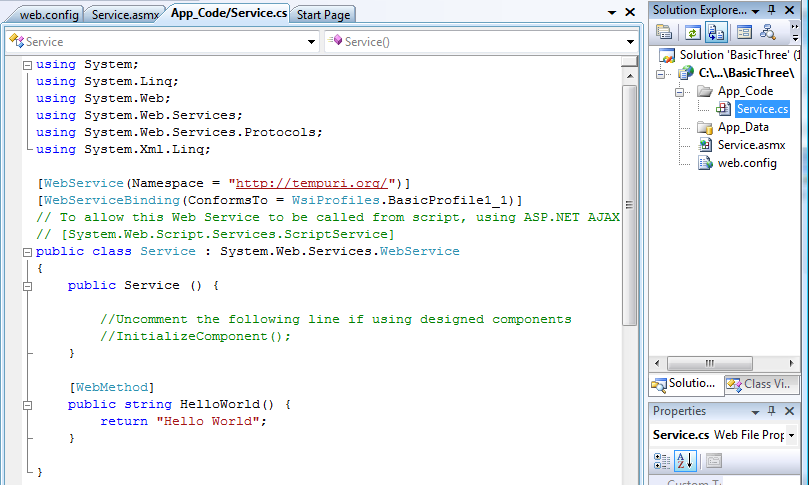 web.config Service.asmx App_Code/Service.cs Start Page
Service Service()
using System;
using System.Linq;
using System.Web;
using System.Web.Services;
using System.Web.Services.Protocols;
using System.Xml.Linq;
[WebService(Namespace = "http://tempuri.org/")]
[WebServiceBinding(ConformsTo = WsiProfiles.BasicProfile1_1)]
// To allow this Web Service to be called from script, using ASP.NET AJAX
// [System.Web.Script.Services.ScriptService]
public class Service : System.Web.Services.WebService
{
public Service () {
//Uncomment the following line if using designed components
//InitializeComponent();
}
[WebMethod]
public string HelloWorld() {
return "Hello World";
}
}
Solution Explore...
Solution 'BasicThree' (1
C:\...\BasicThree\
App_Code
Service.cs
App_Data
Service.asmx
web.config
Solutio... Class Vi...
Properties
Service.cs Web File Prop